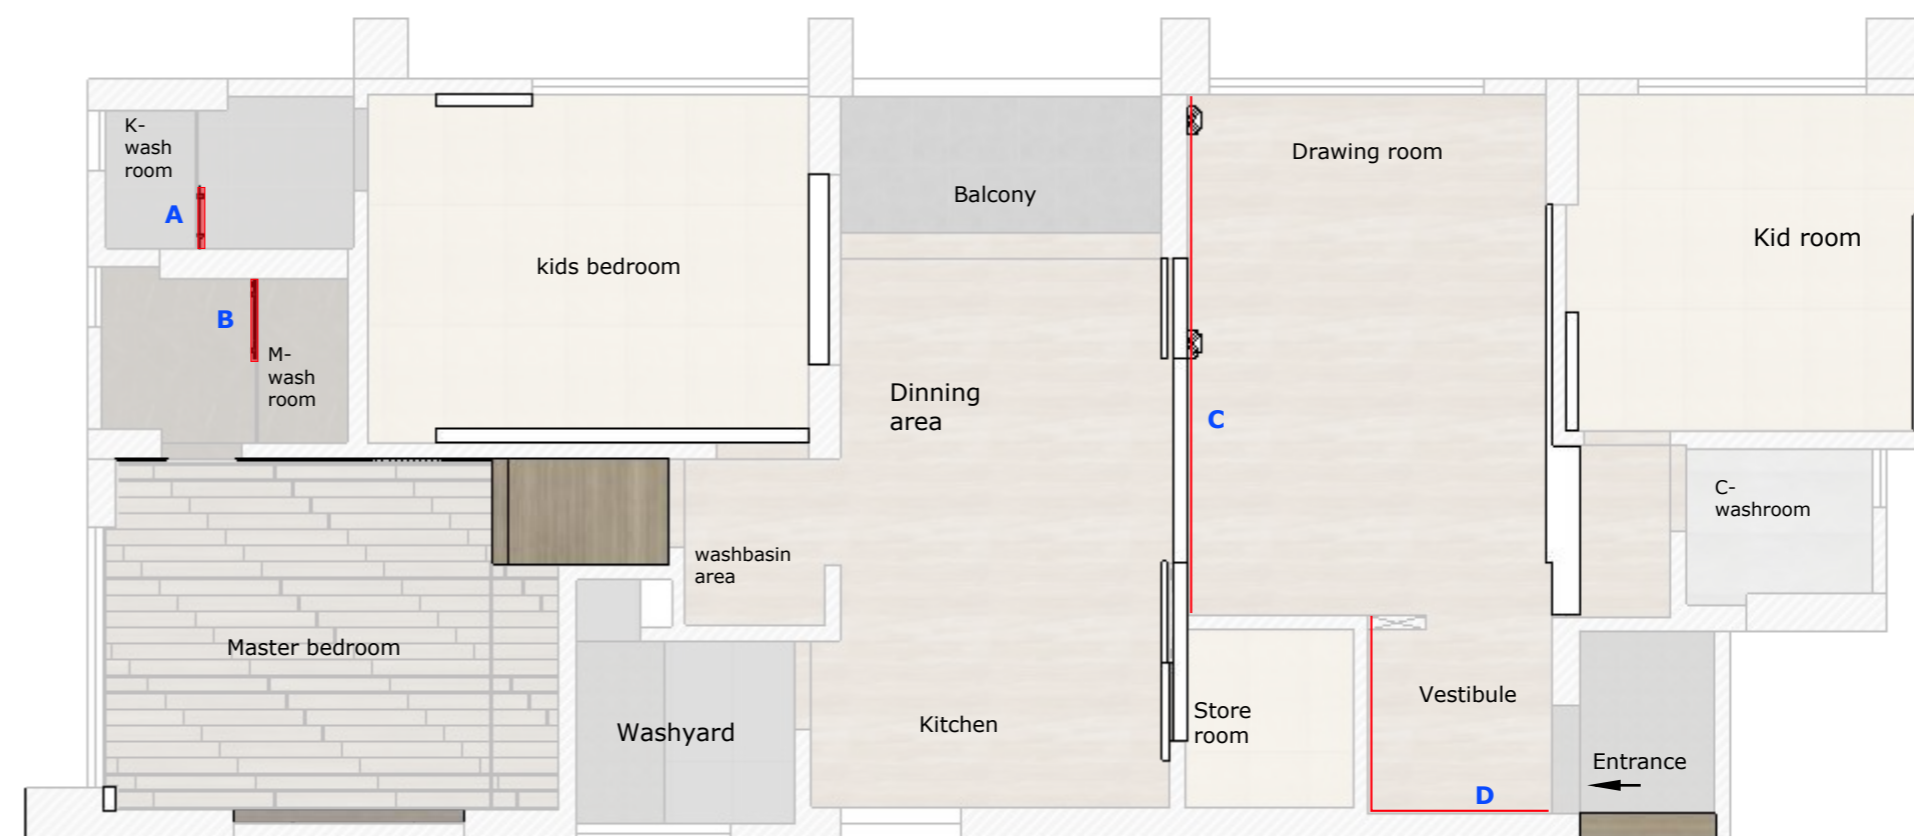 K-
wash
room
A
B
M-
wash
room
kids bedroom
Balcony
Drawing room
Kid room
Dinning
area
C
C-
washroom
washbasin
area
Master bedroom
Washyard
Kitchen
Store
room
Vestibule
Entrance
D